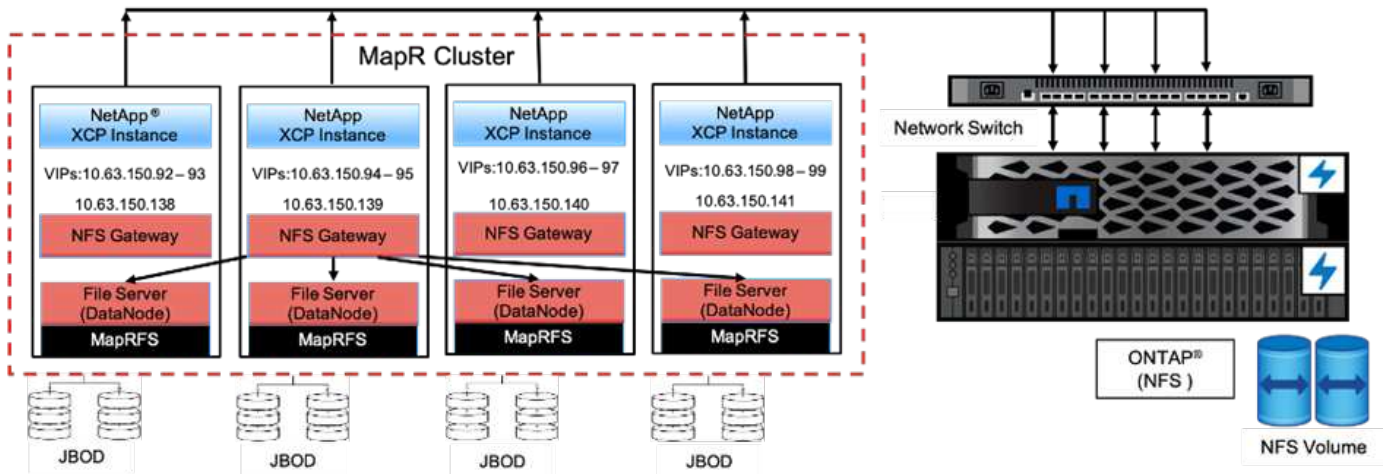 MapR Cluster
NetApp®
XCP Instance
VIPs:10.63.150.92–93
10.63.150.138
NFS Gateway
File Server
(DataNode)
MapRFS
JBOD
NetApp
XCP Instance
VIPs:10.63.150.94–95
10.63.150.139
NFS Gateway
File Server
(DataNode)
MapRFS
JBOD
NetApp
XCP Instance
VIPs:10.63.150.96–97
10.63.150.140
NFS Gateway
File Server
(DataNode)
MapRFS
JBOD
NetApp
XCP Instance
VIPs:10.63.150.98–99
10.63.150.141
NFS Gateway
File Server
(DataNode)
MapRFS
JBOD
Network Switch
ONTAP®
(NFS )
NFS Volume